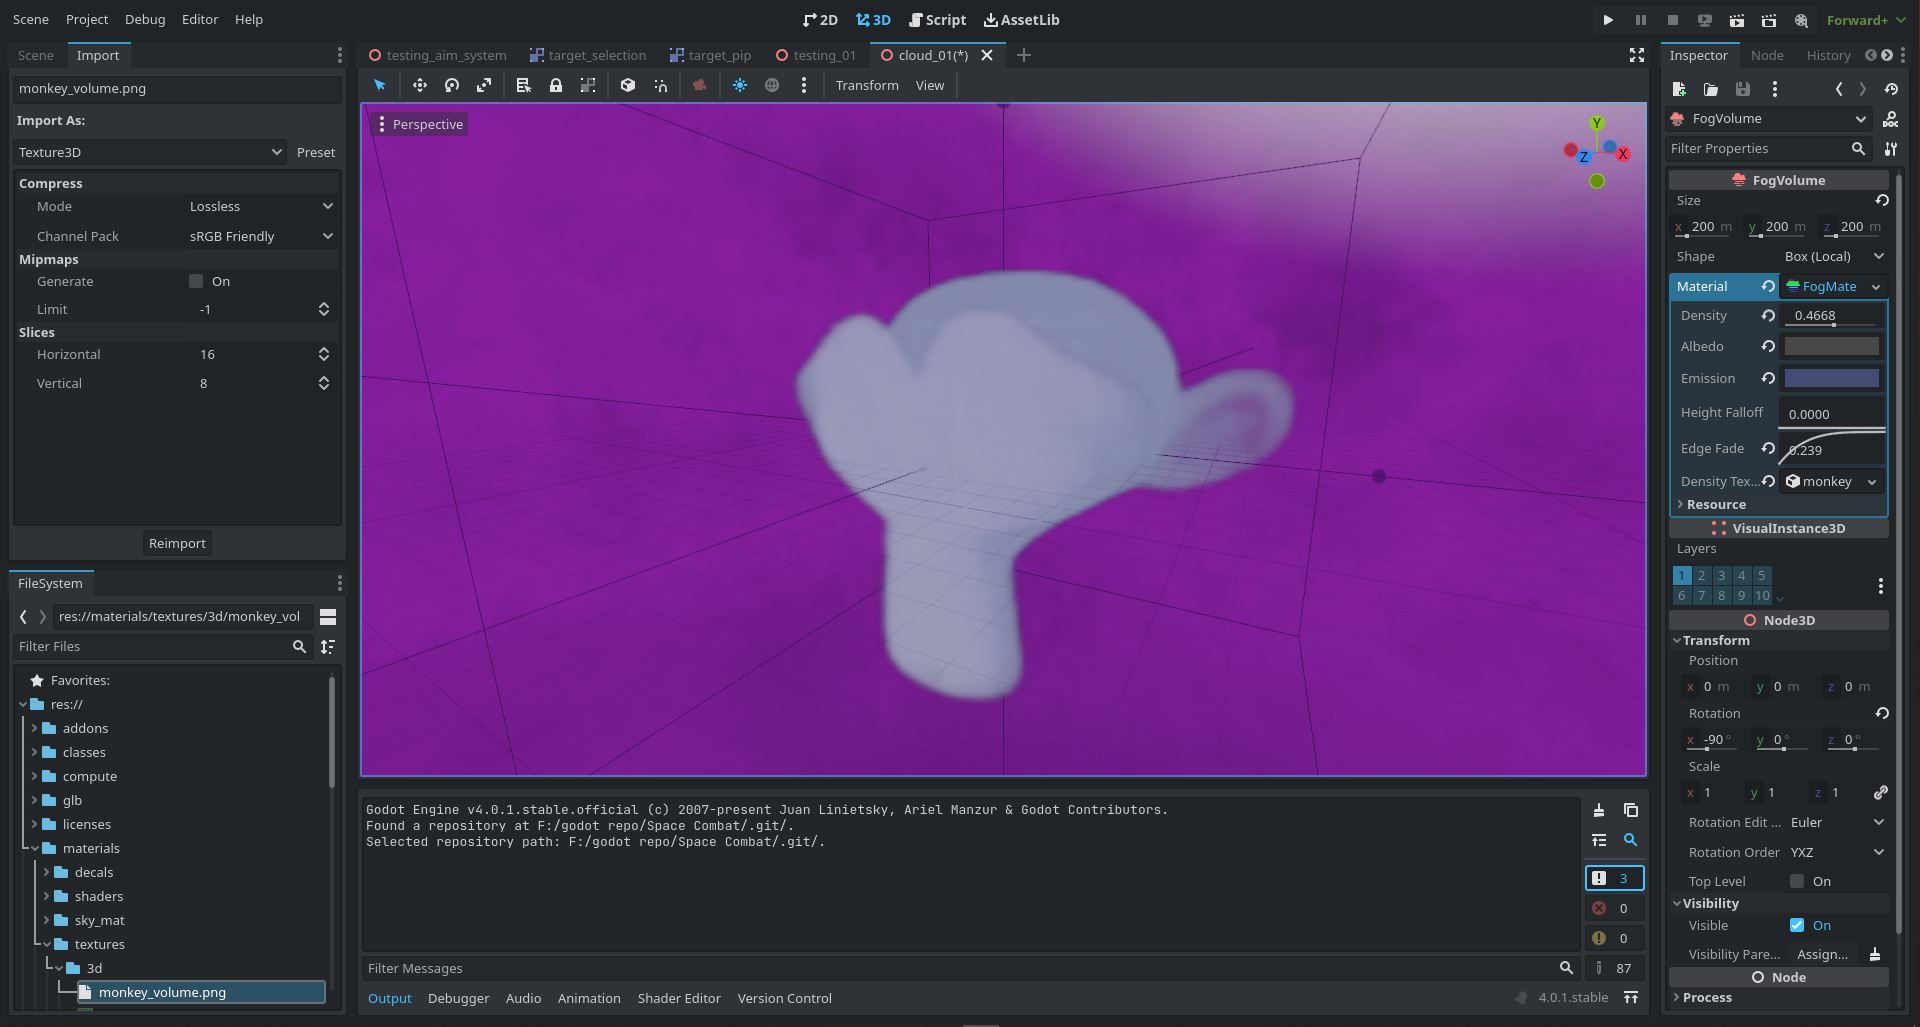 Scene Project Debug Editor Help
2D 3D Script AssetLib
Forward+
Scene Import
monkey_volume.png
Import As:
Texture3D Preset
Compress
Mode Lossless
Channel Pack sRGB Friendly
Mipmaps
Generate On
Limit -1
Slices
Horizontal 16
Vertical 8
Reimport
FileSystem
res://materials/textures/3d/monkey_vol
Filter Files
Favorites:
res://
addons
classes
compute
glb
licenses
materials
decals
shaders
sky_mat
textures
3d
monkey_volume.png
testing_aim_system target_selection target_pip testing_01 cloud_01(*)
Transform View
Perspective
Y
Z X
Godot Engine v4.0.1.stable.official (c) 2007-present Juan Linietsky, Ariel Manzur & Godot Contributors.
Found a repository at F:/godot repo/Space Combat/.git/.
Selected repository path: F:/godot repo/Space Combat/.git/.
3
0
0
87
Filter Messages
Output Debugger Audio Animation Shader Editor Version Control
4.0.1.stable
Inspector Node History
FogVolume
Filter Properties
FogVolume
Size
x 200 m y 200 m z 200 m
Shape Box (Local)
Material FogMate
Density 0.4668
Albedo
Emission
Height Falloff 0.0000
Edge Fade 0.239
Density Tex... monkey
Resource
VisualInstance3D
Layers
1 2 3 4 5
6 7 8 9 10
Node3D
Transform
Position
x 0 m y 0 m z 0 m
Rotation
x -90 ° y 0 ° z 0 °
Scale
x 1 y 1 z 1
Rotation Edit ... Euler
Rotation Order YXZ
Top Level On
Visibility
Visible On
Visibility Pare... Assign...
Node
Process